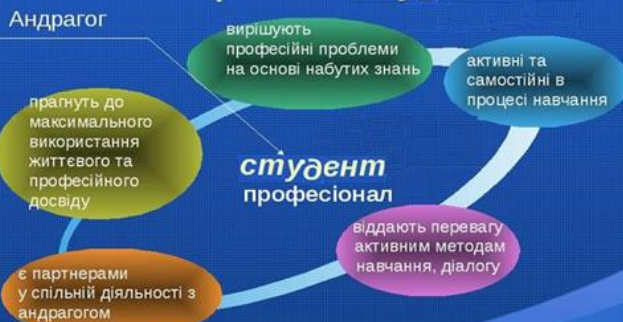 Андрагог
вирішують
професійні проблеми
на основі набутих знань
активні та
самостійні в
процесі навчання
прагнуть до
максимального
використання
життєвого та
професійного
досвіду
студент
професіонал
віддають перевагу
активним методам
навчання, діалогу
є партнерами
у спільній діяльності з
андрагогом